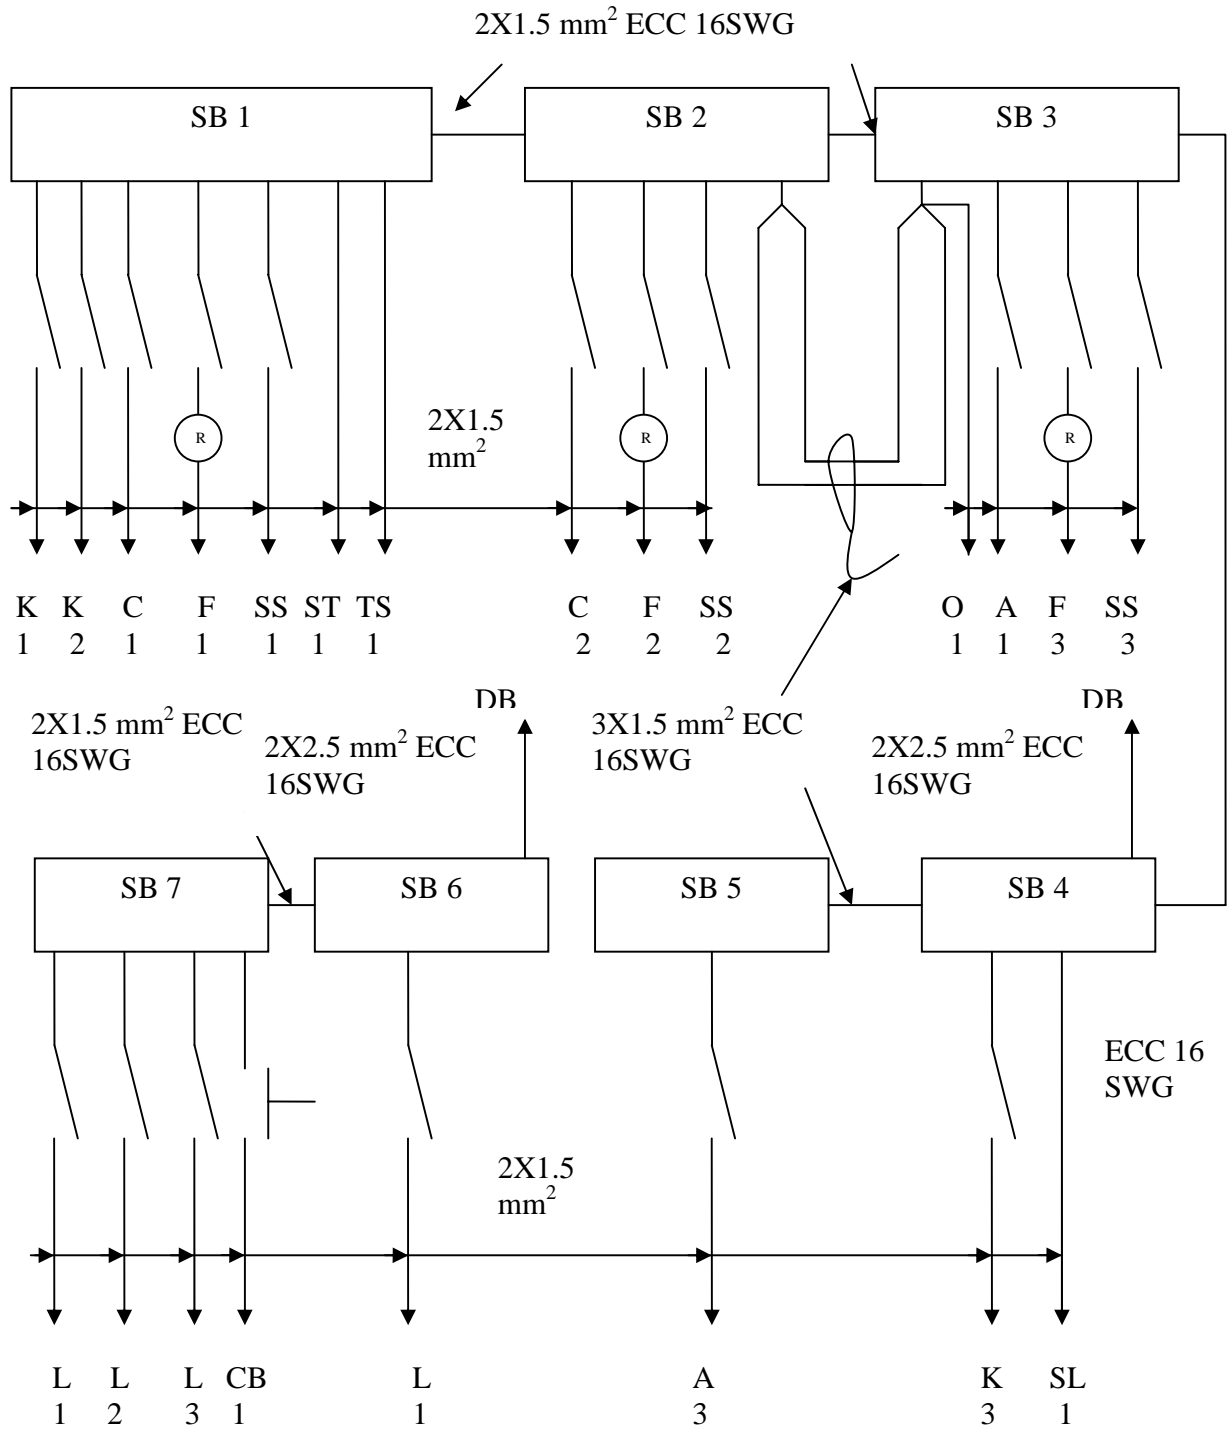 2X1.5 mm² ECC 16SWG
SB 1
SB 2
SB 3
2X1.5
mm²
R
R
R
K K C F SS ST TS
1 2 1 1 1 1 1
C F SS
2 2 2
O A F SS
1 1 3 3
DB
DB
2X1.5 mm² ECC
16SWG
2X2.5 mm² ECC
16SWG
3X1.5 mm² ECC
16SWG
2X2.5 mm² ECC
16SWG
SB 7
SB 6
SB 5
SB 4
ECC 16
SWG
2X1.5
mm²
L L L CB L A K SL
1 2 3 1 1 3 3 1